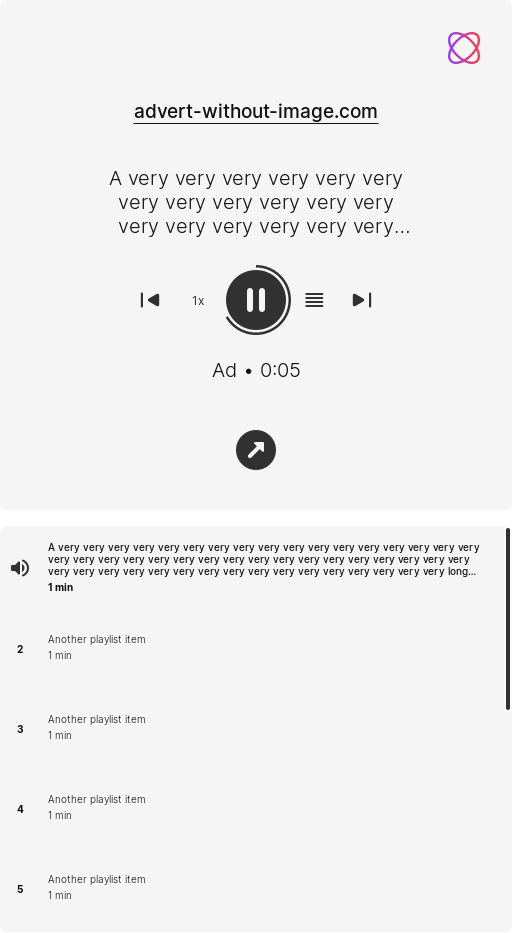 advert-without-image.com
A very very very very very very
very very very very very very
very very very very very very...
1x
Ad • 0:05
A very very very very very very very very very very very very very very very very very
very very very very very very very very very very very very very very very very very
very very very very very very very very very very very very very very very very long...
1 min
2
Another playlist item
1 min
3
Another playlist item
1 min
4
Another playlist item
1 min
5
Another playlist item
1 min